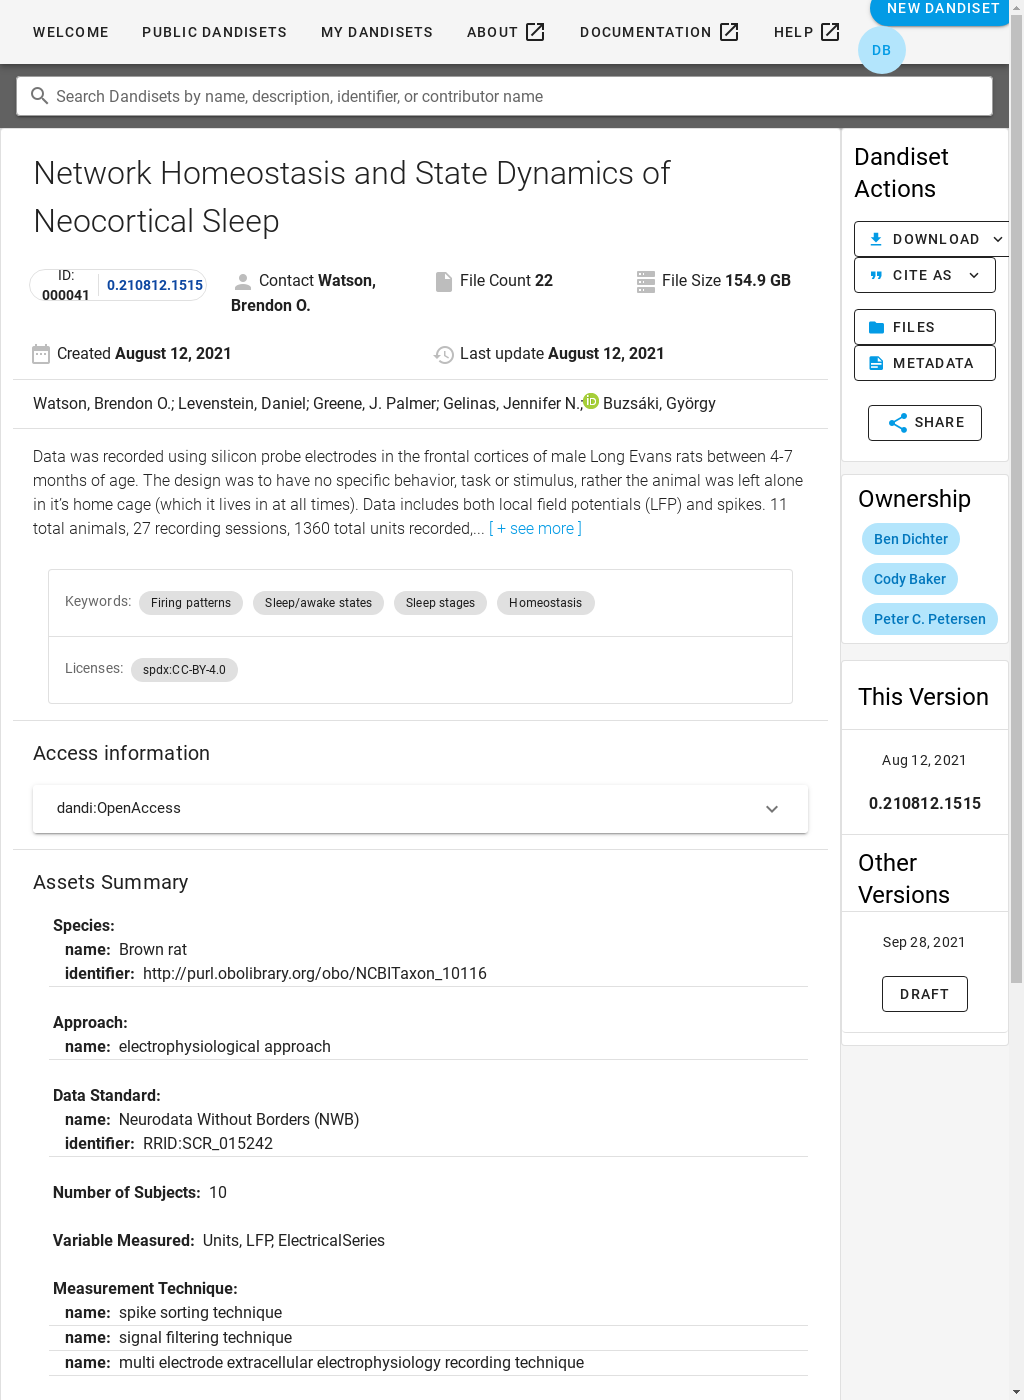 WELCOME PUBLIC DANDISETS MY DANDISETS ABOUT DOCUMENTATION HELP NEW DANDISET
DB
Search Dandisets by name, description, identifier, or contributor name
Network Homeostasis and State Dynamics of
Neocortical Sleep
ID: 000041 0.210812.1515
Contact Watson,
Brendon O.
File Count 22
File Size 154.9 GB
Created August 12, 2021
Last update August 12, 2021
Watson, Brendon O.; Levenstein, Daniel; Greene, J. Palmer; Gelinas, Jennifer N.; iD Buzsáki, György
Data was recorded using silicon probe electrodes in the frontal cortices of male Long Evans rats between 4-7
months of age. The design was to have no specific behavior, task or stimulus, rather the animal was left alone
in it’s home cage (which it lives in at all times). Data includes both local field potentials (LFP) and spikes. 11
total animals, 27 recording sessions, 1360 total units recorded,... [ + see more ]
Keywords: Firing patterns Sleep/awake states Sleep stages Homeostasis
Licenses: spdx:CC-BY-4.0
Access information
dandi:OpenAccess
Assets Summary
Species:
name: Brown rat
identifier: http://purl.obolibrary.org/obo/NCBITaxon_10116
Approach:
name: electrophysiological approach
Data Standard:
name: Neurodata Without Borders (NWB)
identifier: RRID:SCR_015242
Number of Subjects: 10
Variable Measured: Units, LFP, ElectricalSeries
Measurement Technique:
name: spike sorting technique
name: signal filtering technique
name: multi electrode extracellular electrophysiology recording technique
Dandiset
Actions
DOWNLOAD
CITE AS
FILES
METADATA
SHARE
Ownership
Ben Dichter
Cody Baker
Peter C. Petersen
This Version
Aug 12, 2021
0.210812.1515
Other
Versions
Sep 28, 2021
DRAFT